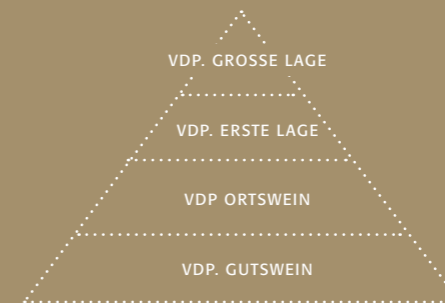 VDP. GROSSE LAGE
VDP. ERSTE LAGE
VDP ORTSWEIN
VDP. GUTSWEIN